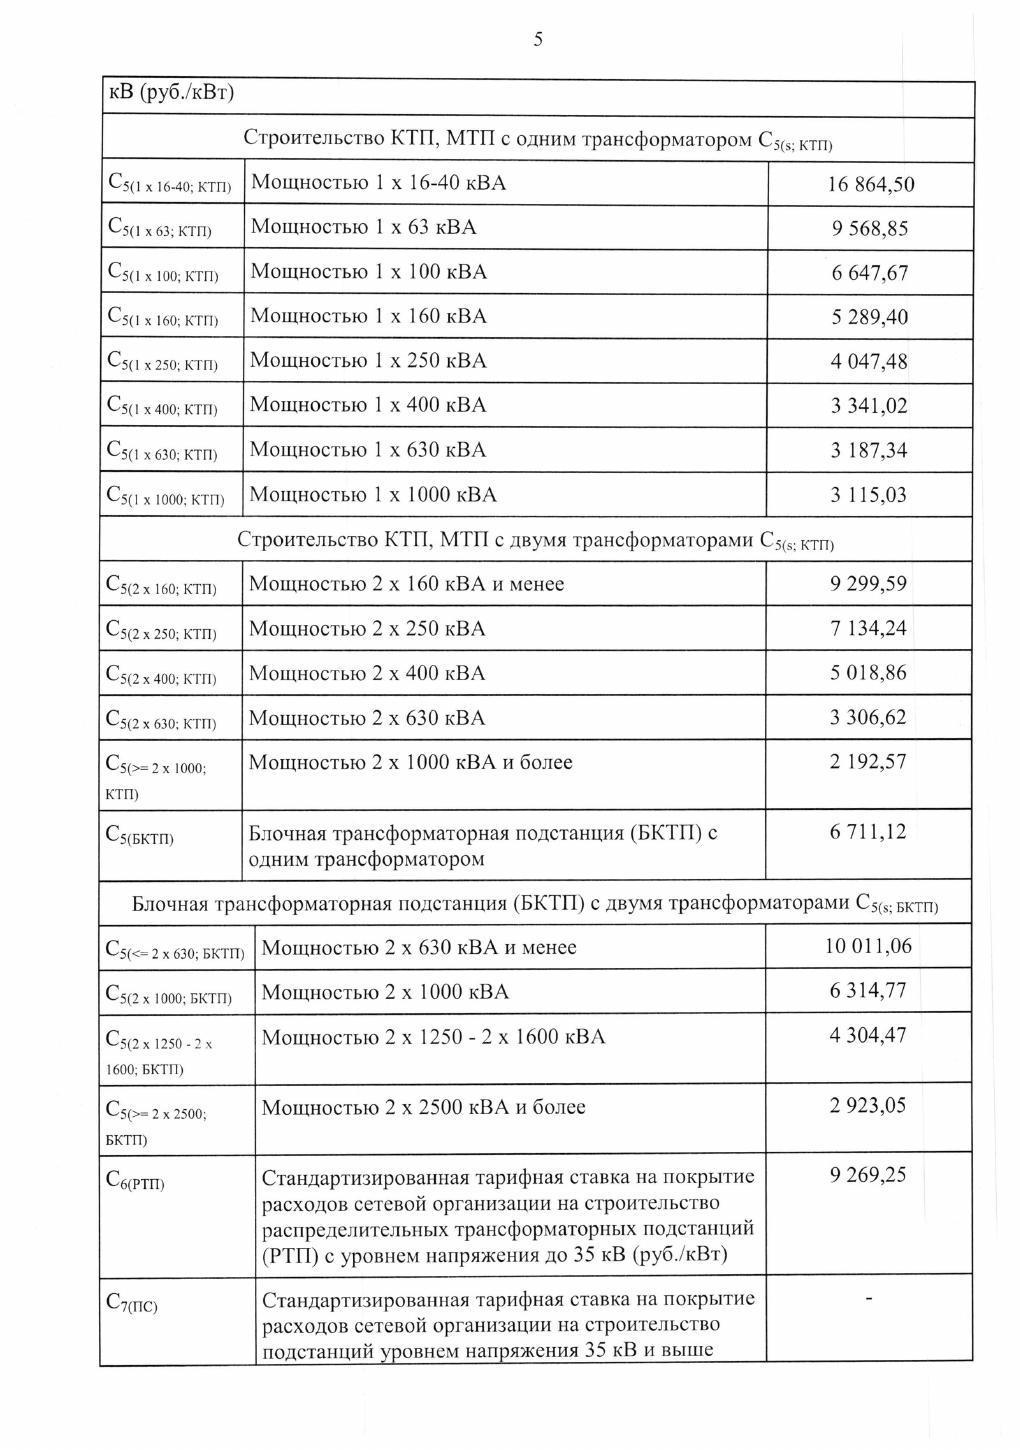 5
кВ (руб./кВт)
Строительство КТП, МТП с одним трансформатором С5(s; КТП)
С5(1 х 16-40; КТП) Мощностью 1 х 16-40 кВА 16 864,50
С5(1 х 63; КТП) Мощностью 1 х 63 кВА 9 568,85
С5(1 х 100; КТП) Мощностью 1 х 100 кВА 6 647,67
С5(1 х 160; КТП) Мощностью 1 х 160 кВА 5 289,40
С5(1 х 250; КТП) Мощностью 1 х 250 кВА 4 047,48
С5(1 х 400; КТП) Мощностью 1 х 400 кВА 3 341,02
С5(1 х 630; КТП) Мощностью 1 х 630 кВА 3 187,34
С5(1 х 1000; КТП) Мощностью 1 х 1000 кВА 3 115,03
Строительство КТП, МТП с двумя трансформаторами С5(s; КТП)
С5(2 х 160; КТП) Мощностью 2 х 160 кВА и менее 9 299,59
С5(2 х 250; КТП) Мощностью 2 х 250 кВА 7 134,24
С5(2 х 400; КТП) Мощностью 2 х 400 кВА 5 018,86
С5(2 х 630; КТП) Мощностью 2 х 630 кВА 3 306,62
С5(>= 2 х 1000; Мощностью 2 х 1000 кВА и более 2 192,57
КТП)
С5(БКТП) Блочная трансформаторная подстанция (БКТП) с 6 711,12
одним трансформатором
Блочная трансформаторная подстанция (БКТП) с двумя трансформаторами С5(s; БКТП)
С5(<= 2 х 630; БКТП) Мощностью 2 х 630 кВА и менее 10 011,06
С5(2 х 1000; БКТП) Мощностью 2 х 1000 кВА 6 314,77
С5(2 х 1250 - 2 х Мощностью 2 х 1250 - 2 х 1600 кВА 4 304,47
1600; БКТП)
С5(>= 2 х 2500; Мощностью 2 х 2500 кВА и более 2 923,05
БКТП)
С6(РТП) Стандартизированная тарифная ставка на покрытие 9 269,25
расходов сетевой организации на строительство
распределительных трансформаторных подстанций
(РТП) с уровнем напряжения до 35 кВ (руб./кВт)
С7(ПС) Стандартизированная тарифная ставка на покрытие -
расходов сетевой организации на строительство
подстанций уровнем напряжения 35 кВ и выше